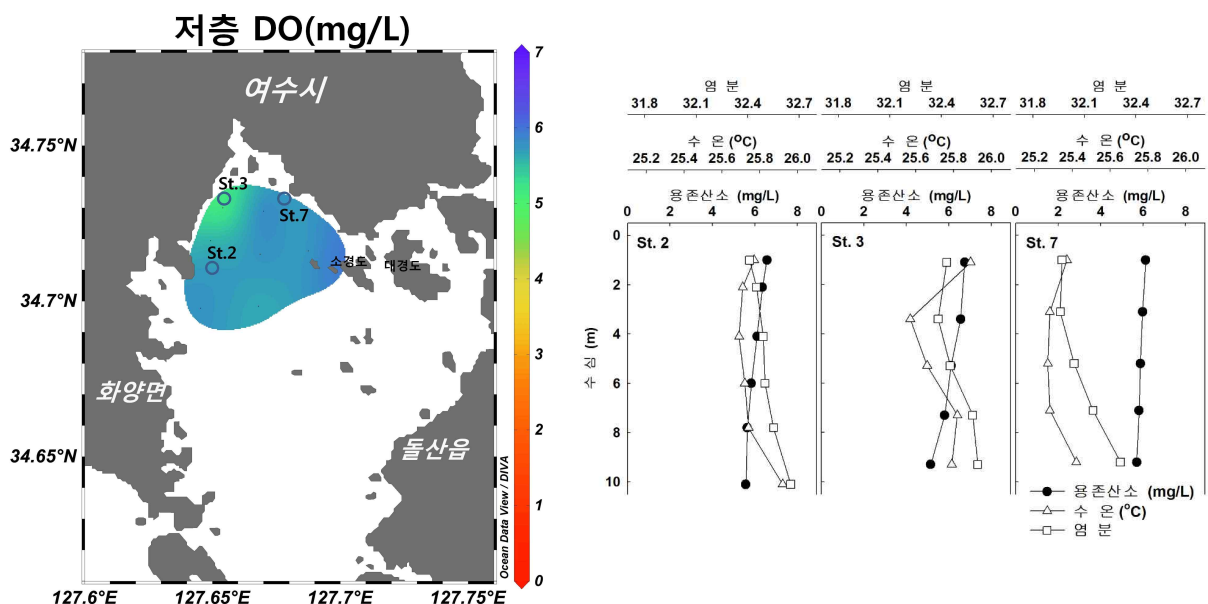 저층 DO(mg/L)
여수시
St.3
St.7
St.2
소경도
대경도
화양면
돌산읍
34.75°N
34.7°N
34.65°N
127.6°E 127.65°E 127.7°E 127.75°E
7
6
5
4
3
2
1
0
Ocean Data View / DIVA
염 분 염 분 염 분
31.8 32.1 32.4 32.7 31.8 32.1 32.4 32.7 31.8 32.1 32.4 32.7
수 온 (°C) 수 온 (°C) 수 온 (°C)
25.2 25.4 25.6 25.8 26.0 25.2 25.4 25.6 25.8 26.0 25.2 25.4 25.6 25.8 26.0
용존산소 (mg/L) 용존산소 (mg/L) 용존산소 (mg/L)
0 2 4 6 8 0 2 4 6 8 0 2 4 6 8
St. 2 St. 3 St. 7
수 심 (m)
0
2
4
6
8
10
용존산소 (mg/L)
수 온 (°C)
염 분